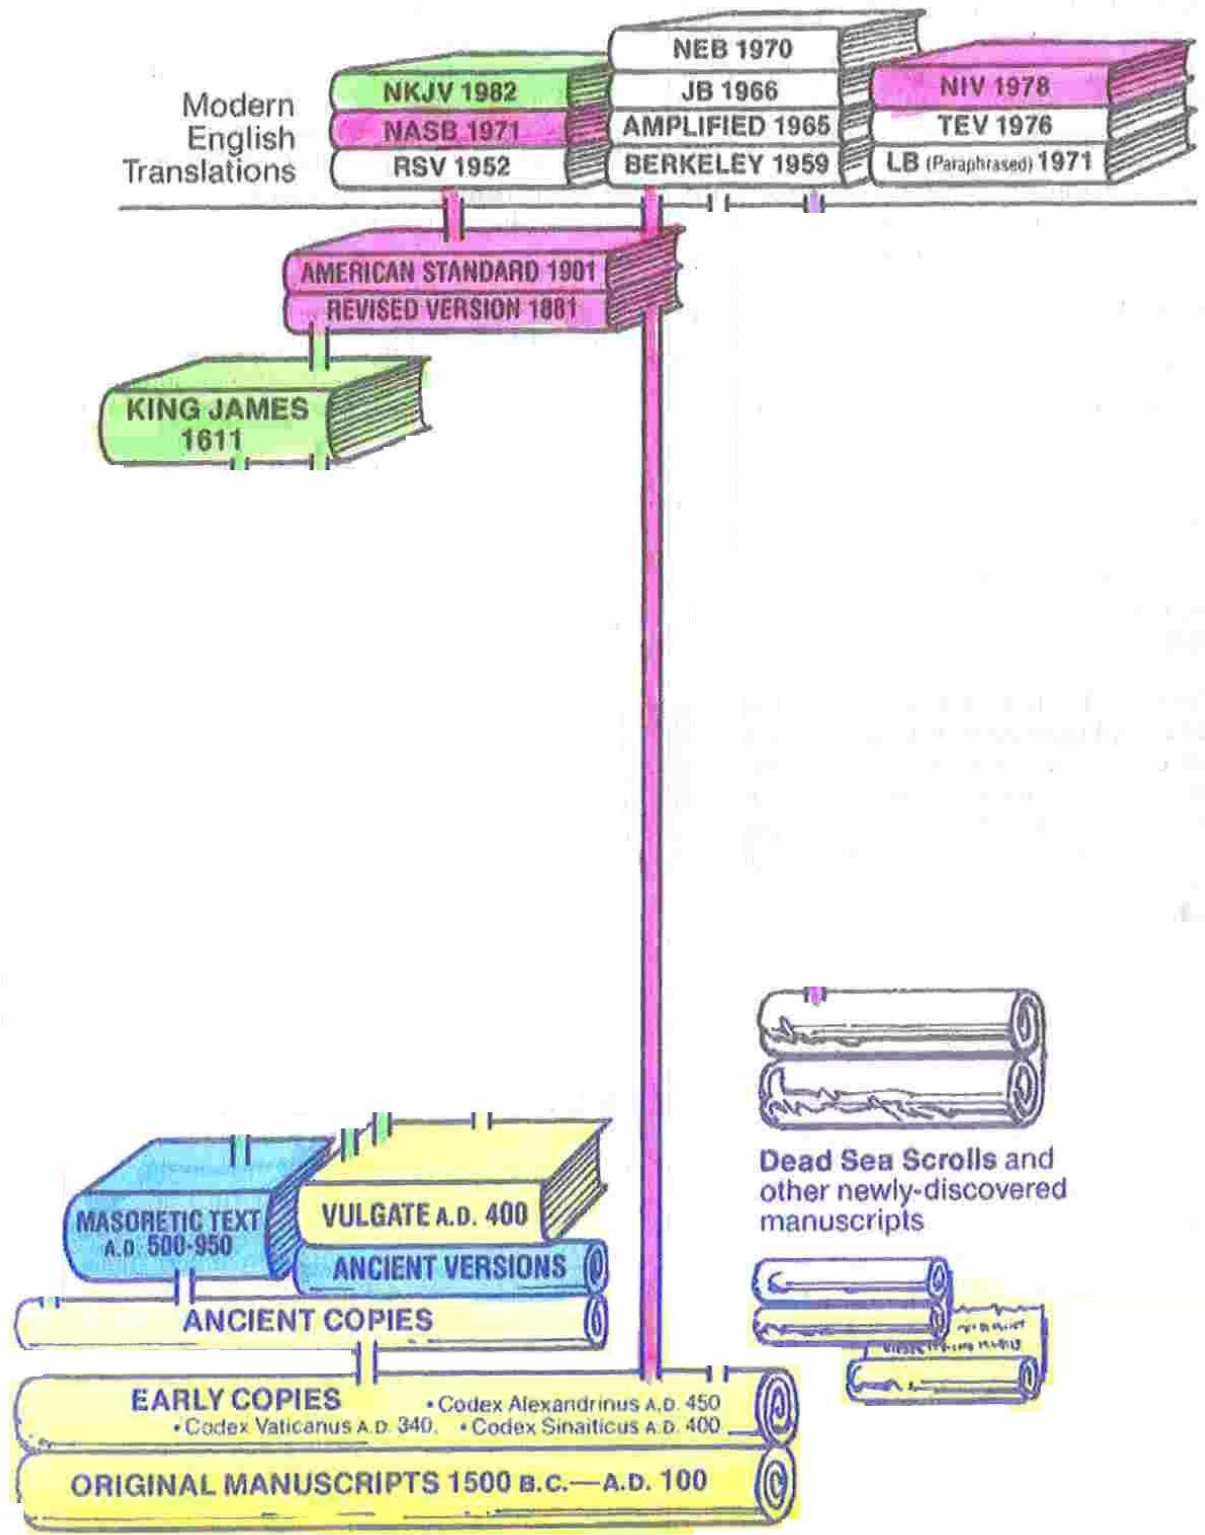 NEB 1970
NKJV 1982
JB 1966
NIV 1978
Modern
English
Translations
NASB 1971
AMPLIFIED 1965
TEV 1976
RSV 1952
BERKELEY 1959
LB (Paraphrased) 1971
AMERICAN STANDARD 1901
REVISED VERSION 1881
KING JAMES
1611
Dead Sea Scrolls and
other newly-discovered
manuscripts
MASORETIC TEXT
A.D. 500-950
VULGATE A.D. 400
ANCIENT VERSIONS
ANCIENT COPIES
EARLY COPIES
• Codex Alexandrinus A.D. 450
• Codex Vaticanus A.D. 340. • Codex Sinaiticus A.D. 400
ORIGINAL MANUSCRIPTS 1500 B.C.—A.D. 100